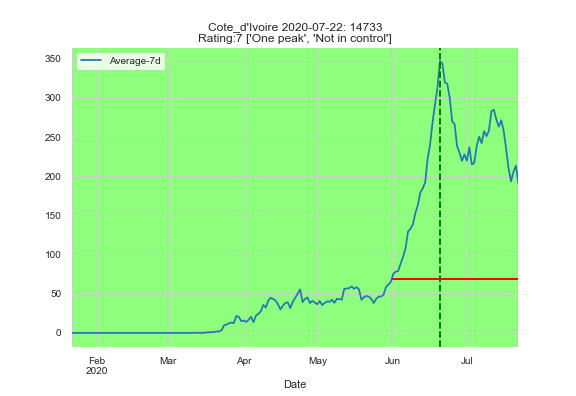 Cote_d'Ivoire 2020-07-22: 14733
Rating:7 ['One peak', 'Not in control']
Average-7d
350
300
250
200
150
100
50
0
Feb Mar Apr May Jun Jul
2020
Date